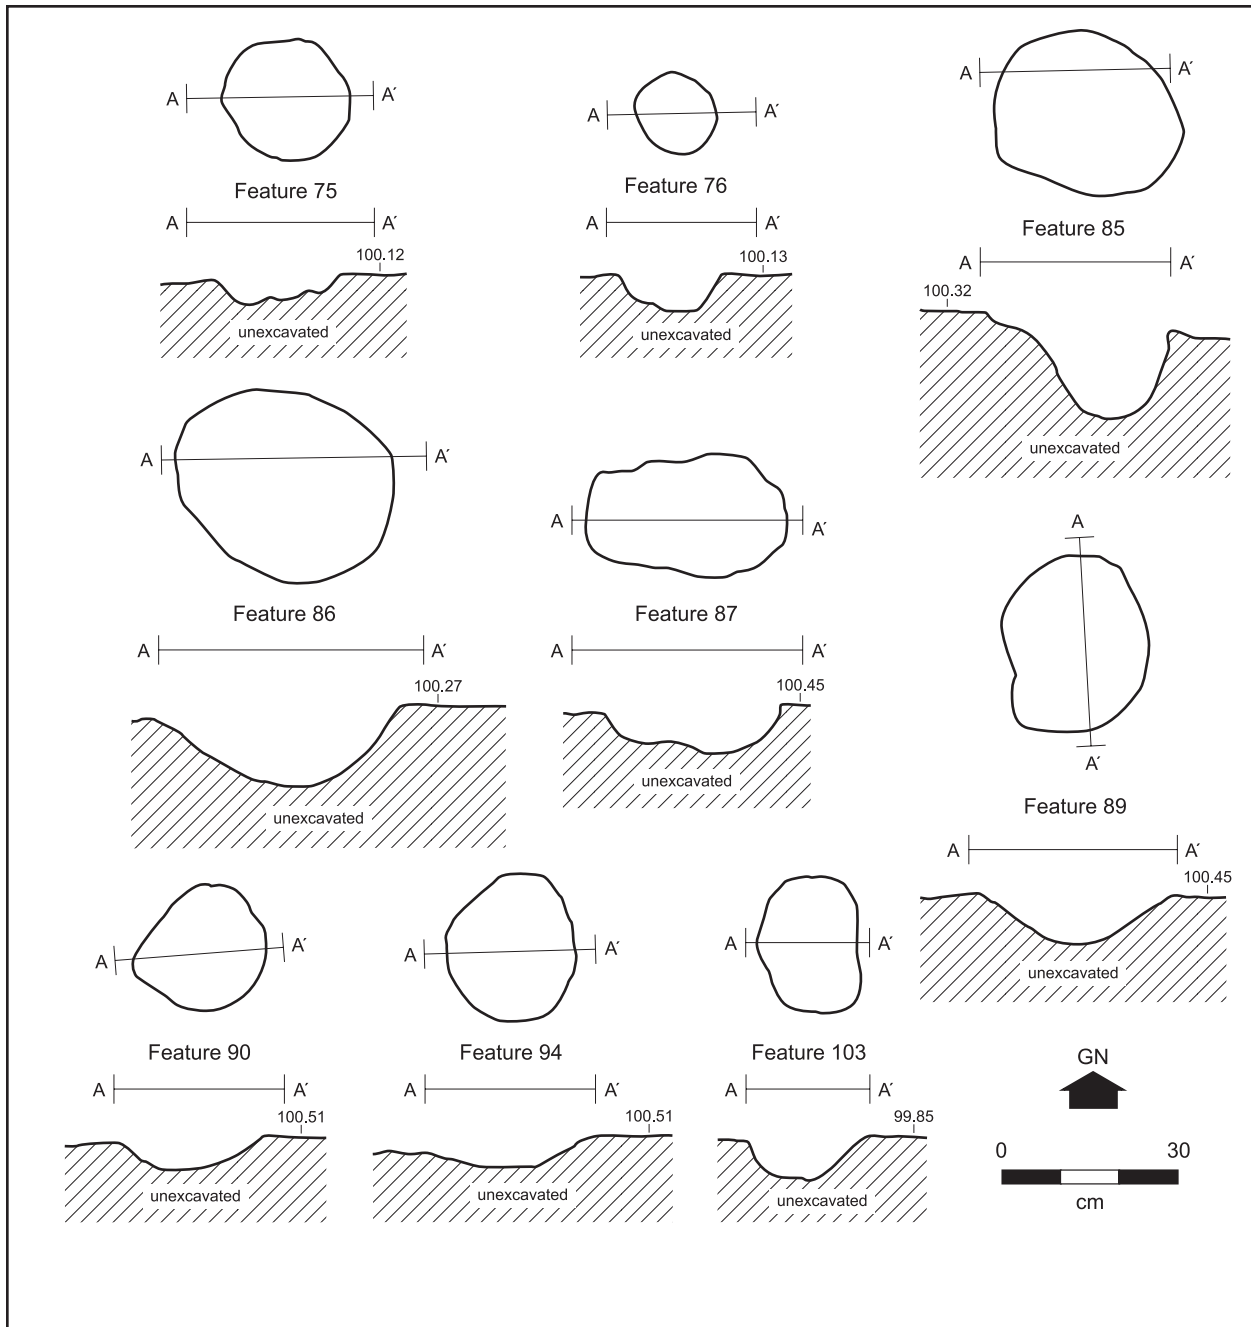 A A′
Feature 75
A A′
100.12
unexcavated
A A′
Feature 76
A A′
100.13
unexcavated
A A′
Feature 85
A A′
100.32
unexcavated
A A′
Feature 86
A A′
100.27
unexcavated
A A′
Feature 87
A A′
100.45
unexcavated
A
A′
Feature 89
A A′
100.45
unexcavated
A A′
Feature 90
A A′
100.51
unexcavated
A A′
Feature 94
A A′
100.51
unexcavated
A A′
Feature 103
A A′
99.85
unexcavated
GN
0 30
cm